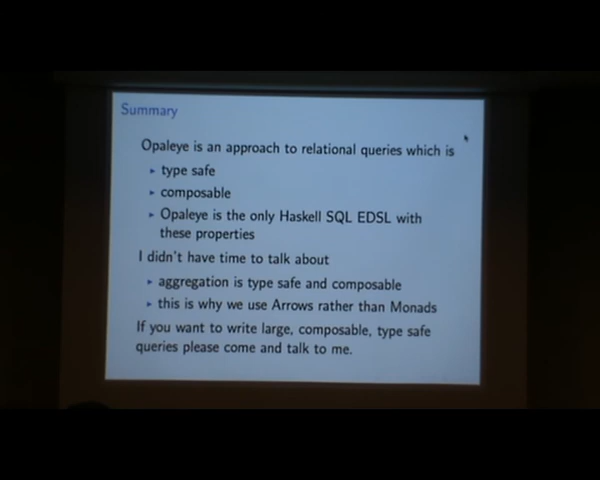 Summary
Opaleye is an approach to relational queries which is
▸ type safe
▸ composable
▸ Opaleye is the only Haskell SQL EDSL with
these properties
I didn't have time to talk about
▸ aggregation is type safe and composable
▸ this is why we use Arrows rather than Monads
If you want to write large, composable, type safe
queries please come and talk to me.